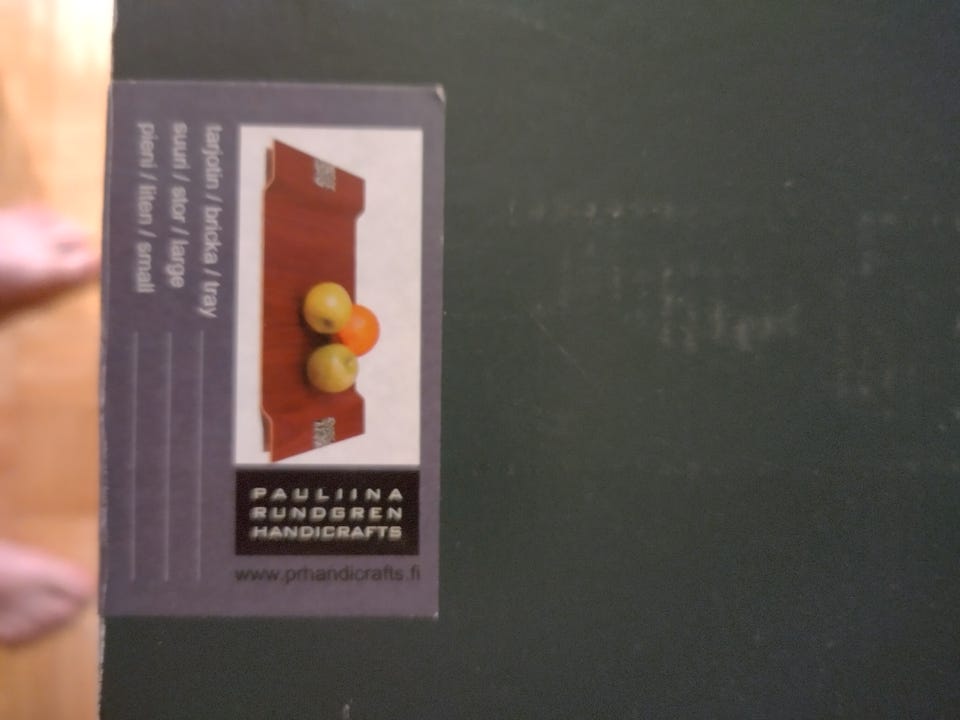 tarjotin / bricka / tray
suuri / stor / large
pieni / liten / small
PAULIINA
RUNDGREN
HANDICRAFTS
www.prhandicrafts.fi